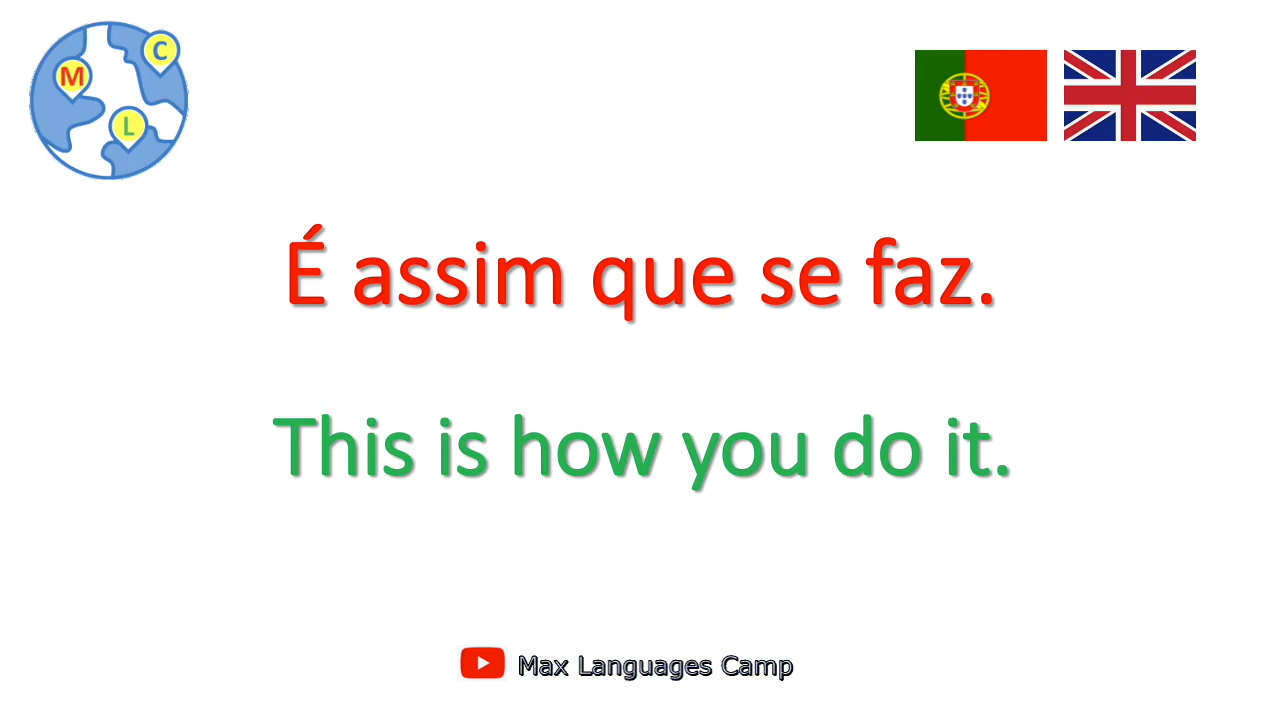 C
M
L
É assim que se faz.
This is how you do it.
Max Languages Camp